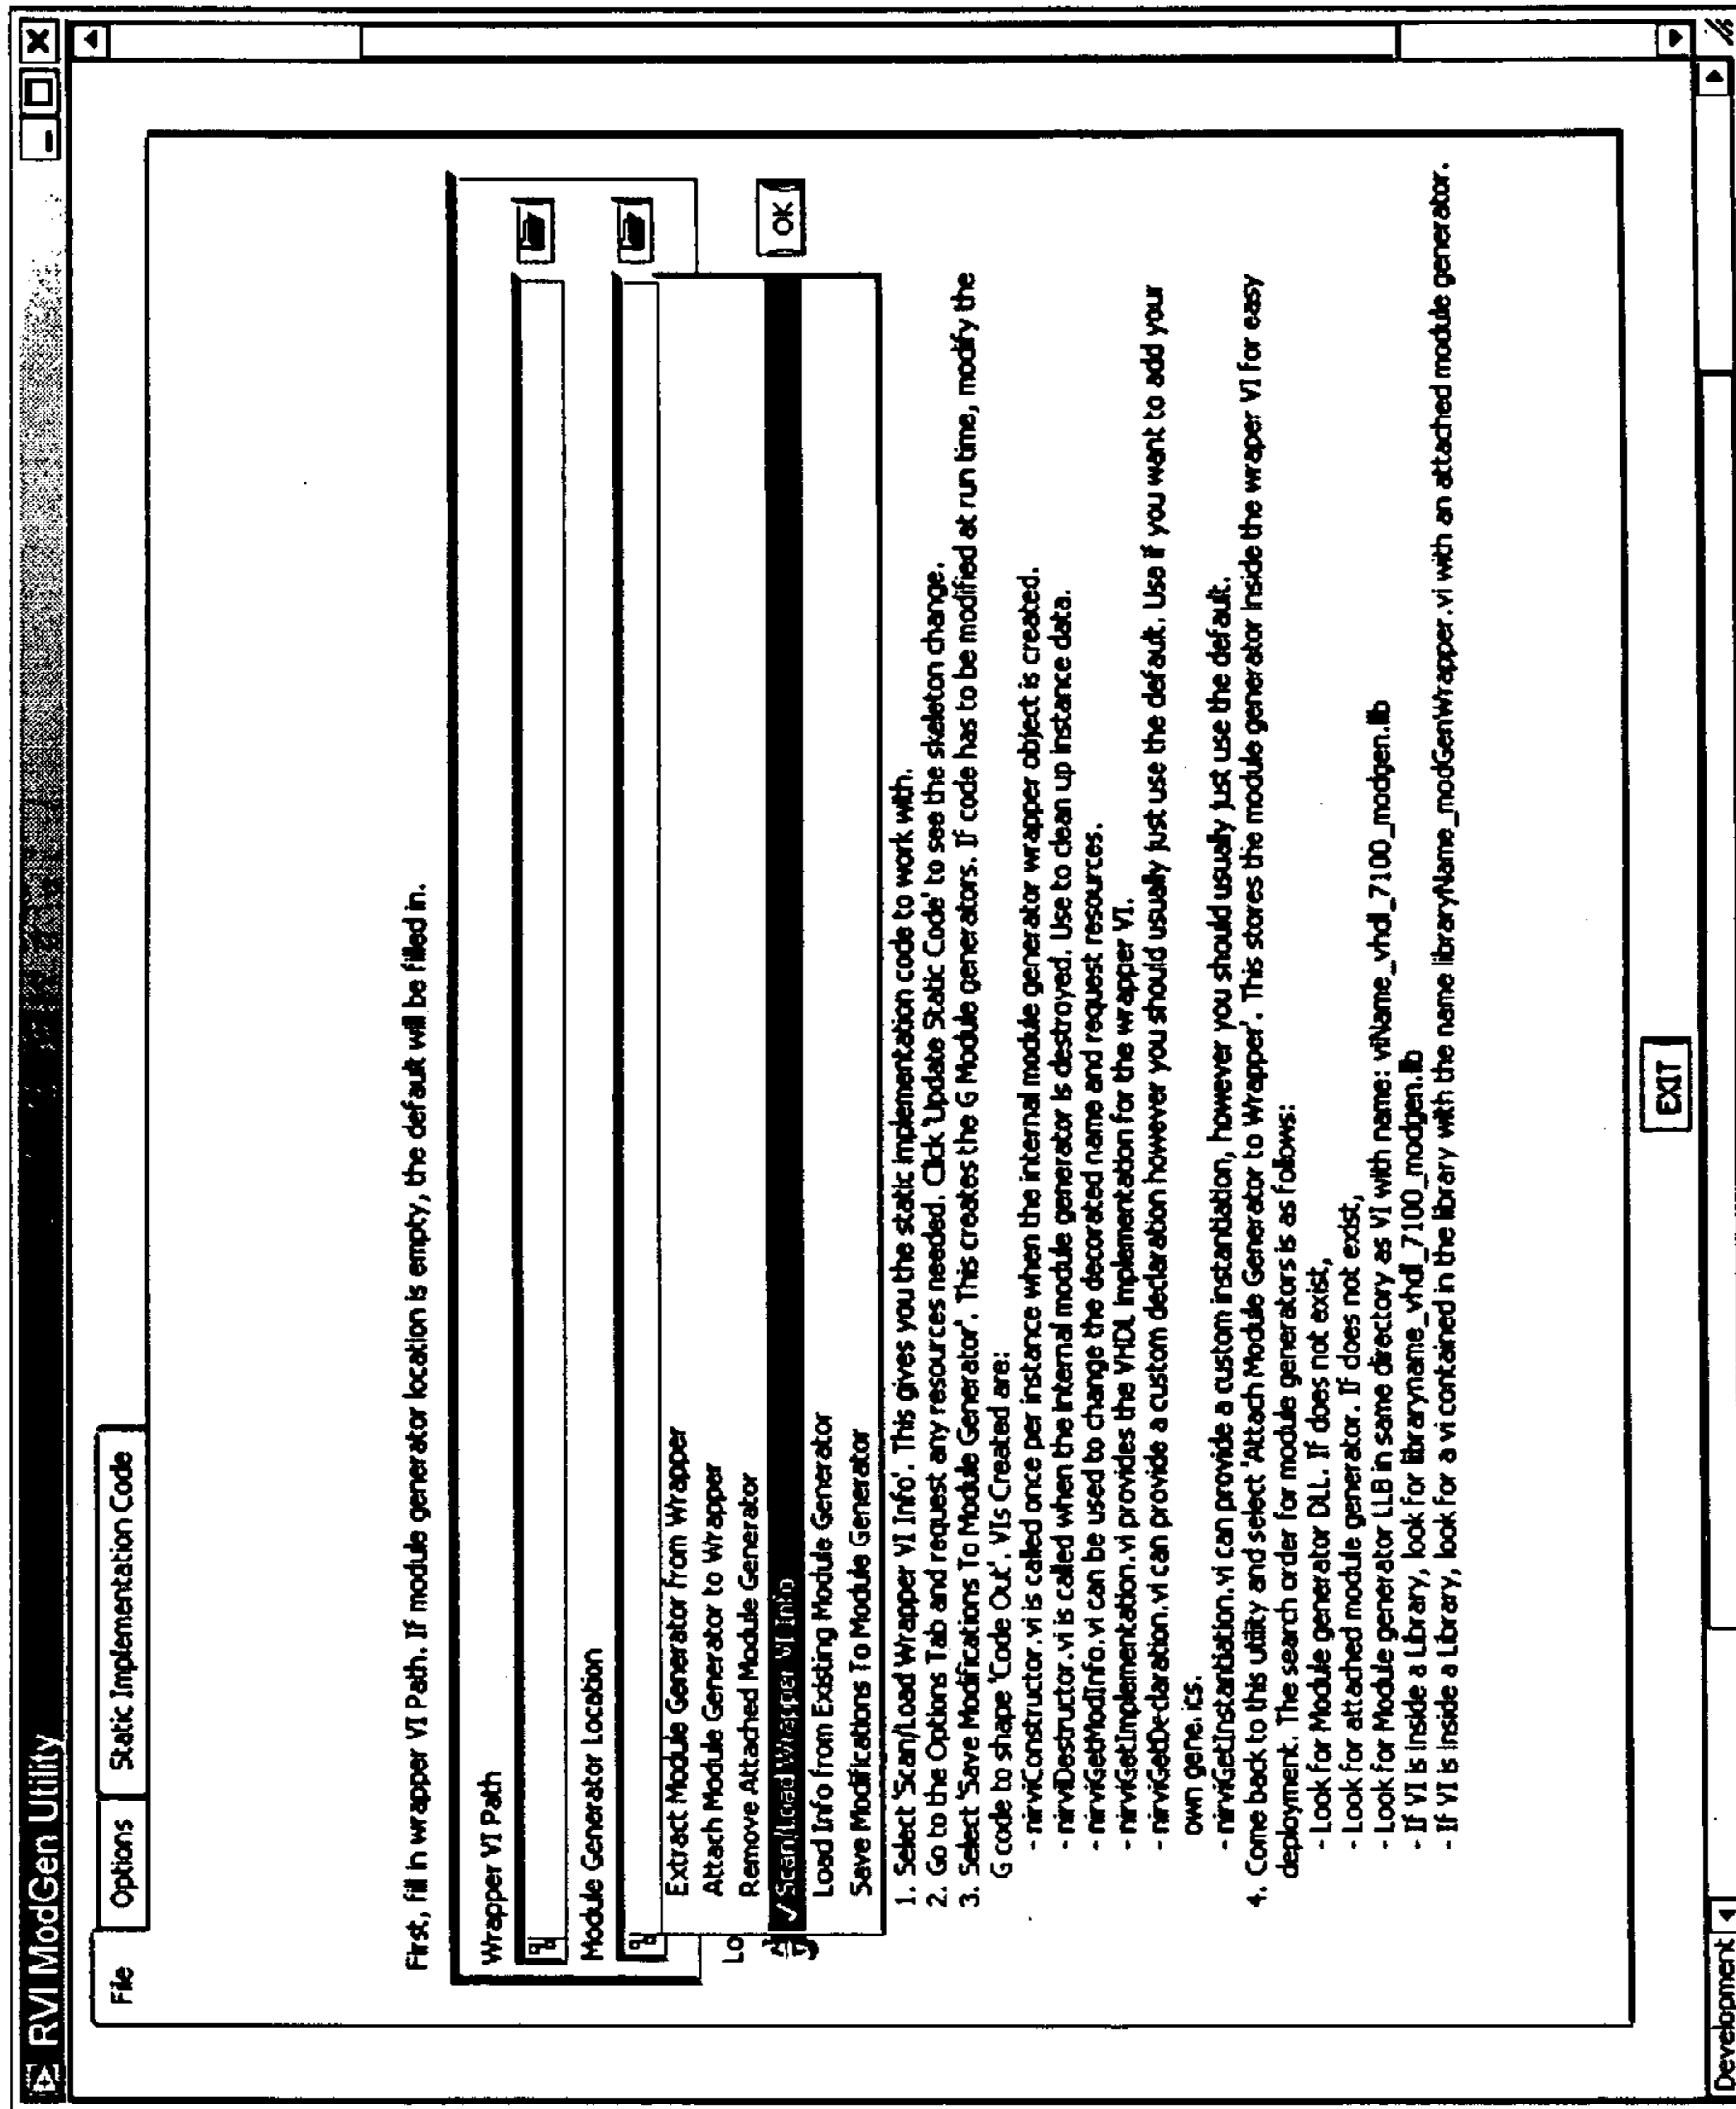 RVI ModGen Utility
File
Options
Static Implementation Code
First, fill in wrapper VI Path. If module generator location is empty, the default will be filled in.
Wrapper VI Path
Module Generator Location
Extract Module Generator from Wrapper
Attach Module Generator to Wrapper
Remove Attached Module Generator
✓ Scan/Load Wrapper VI Info
OK
Load Info from Existing Module Generator
Save Modifications To Module Generator
Lo
1. Select 'Scan/Load Wrapper VI Info'. This gives you the static implementation code to work with.
2. Go to the Options Tab and request any resources needed. Click 'Update Static Code' to see the skeleton change.
3. Select 'Save Modifications To Module Generator'. This creates the G Module generators. If code has to be modified at run time, modify the
G code to shape 'Code Out'. VIs Created are:
- nirviConstructor.vi is called once per instance when the internal module generator wrapper object is created.
- nirviDestructor.vi is called when the internal module generator is destroyed. Use to clean up instance data.
- nirviGetModInfo.vi can be used to change the decorated name and request resources.
- nirviGetImplementation.vi provides the VHDL implementation for the wrapper VI.
- nirviGetDeclaration.vi can provide a custom declaration however you should usually just use the default. Use if you want to add your
own generics.
- nirviGetInstantiation.vi can provide a custom instantiation, however you should usually just use the default.
4. Come back to this utility and select 'Attach Module Generator to Wrapper'. This stores the module generator inside the wraper VI for easy
deployment. The search order for module generators is as follows:
- Look for Module generator DLL. If does not exist,
- Look for attached module generator. If does not exist,
- Look for Module generator LLB in same directory as VI with name: viName_vhdl_7100_modgen.llb
- If VI is inside a Library, look for libraryname_vhdl_7100_modgen.llb
- If VI is inside a Library, look for a vi contained in the library with the name libraryName_modGenWrapper.vi with an attached module generator.
EXIT
Development